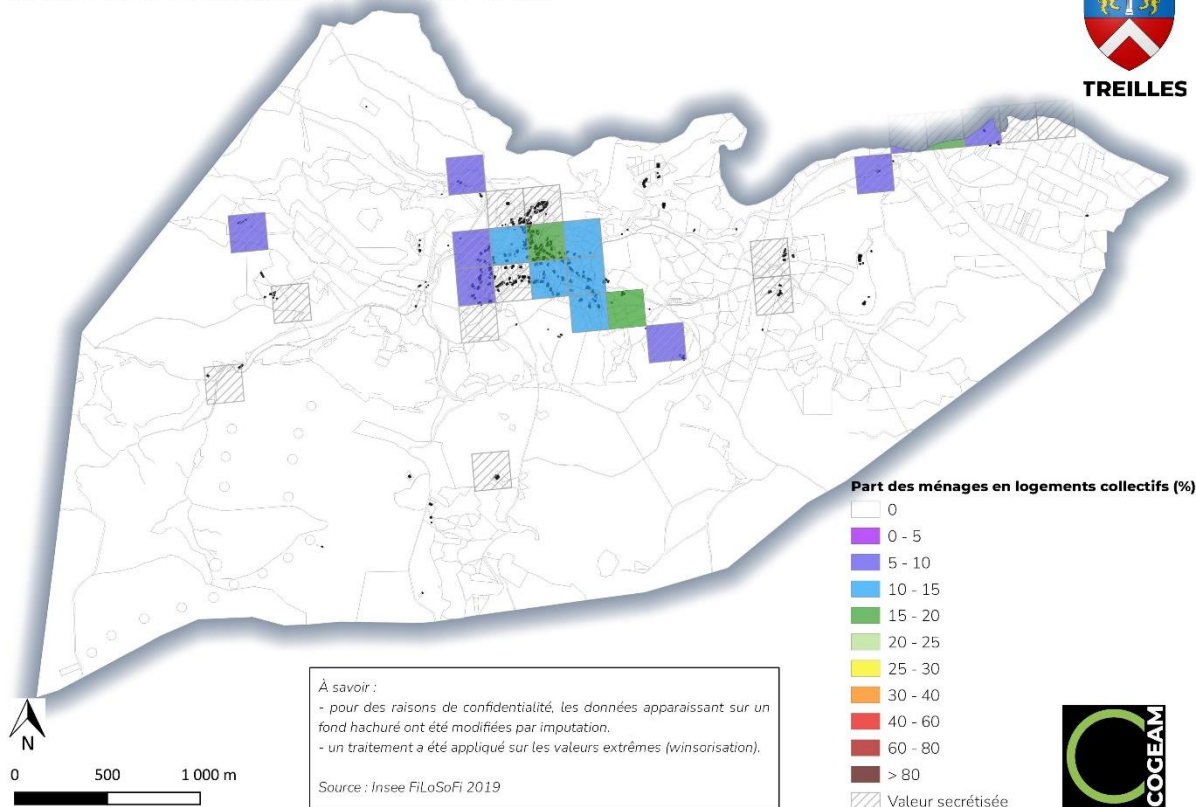 TREILLES
Part des ménages en logements collectifs (%)
0
0 - 5
5 - 10
10 - 15
15 - 20
20 - 25
25 - 30
30 - 40
40 - 60
60 - 80
> 80
Valeur secrétisée
À savoir :
- pour des raisons de confidentialité, les données apparaissant sur un
fond hachuré ont été modifiées par imputation.
- un traitement a été appliqué sur les valeurs extrêmes (winsorisation).
Source : Insee FiLoSoFi 2019
N
0 500 1 000 m
COGEAM